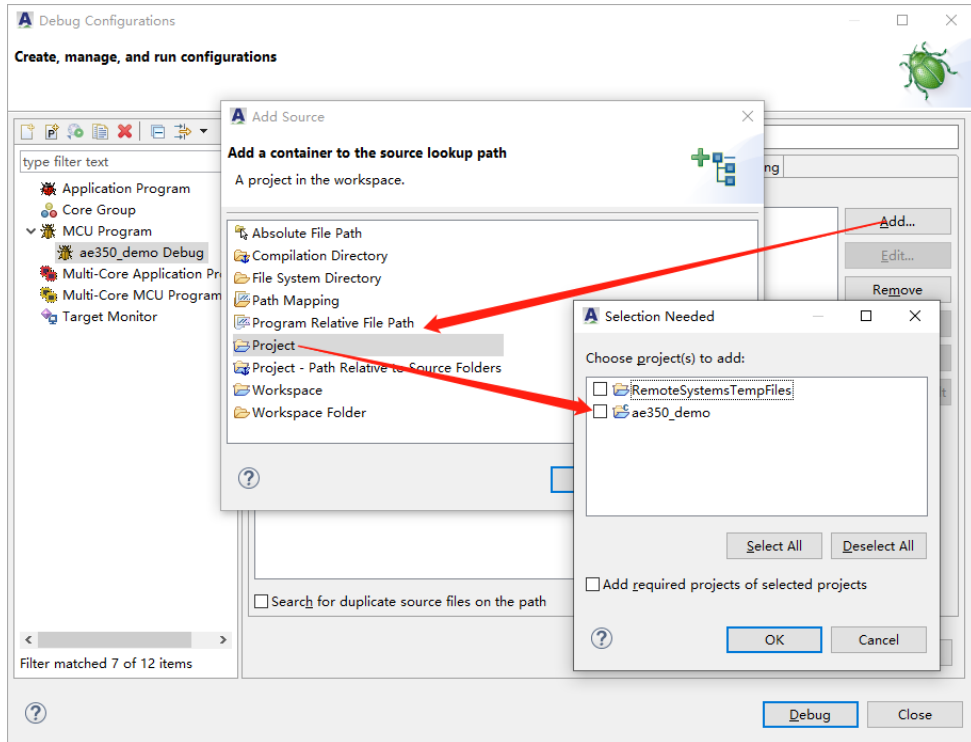 Debug Configurations
Create, manage, and run configurations
Add Source
Add a container to the source lookup path
A project in the workspace.
type filter text
Application Program
Core Group
MCU Program
ae350_demo Debug
Multi-Core Application Pr
Multi-Core MCU Program
Target Monitor
Filter matched 7 of 12 items
Absolute File Path
Compilation Directory
File System Directory
Path Mapping
Program Relative File Path
Project
Project - Path Relative to Source Folders
Workspace
Workspace Folder
ng
Add...
Edit...
Remove
Selection Needed
Choose project(s) to add:
RemoteSystemsTempFiles
ae350_demo
Select All
Deselect All
Add required projects of selected projects
OK
Cancel
Search for duplicate source files on the path
Debug
Close